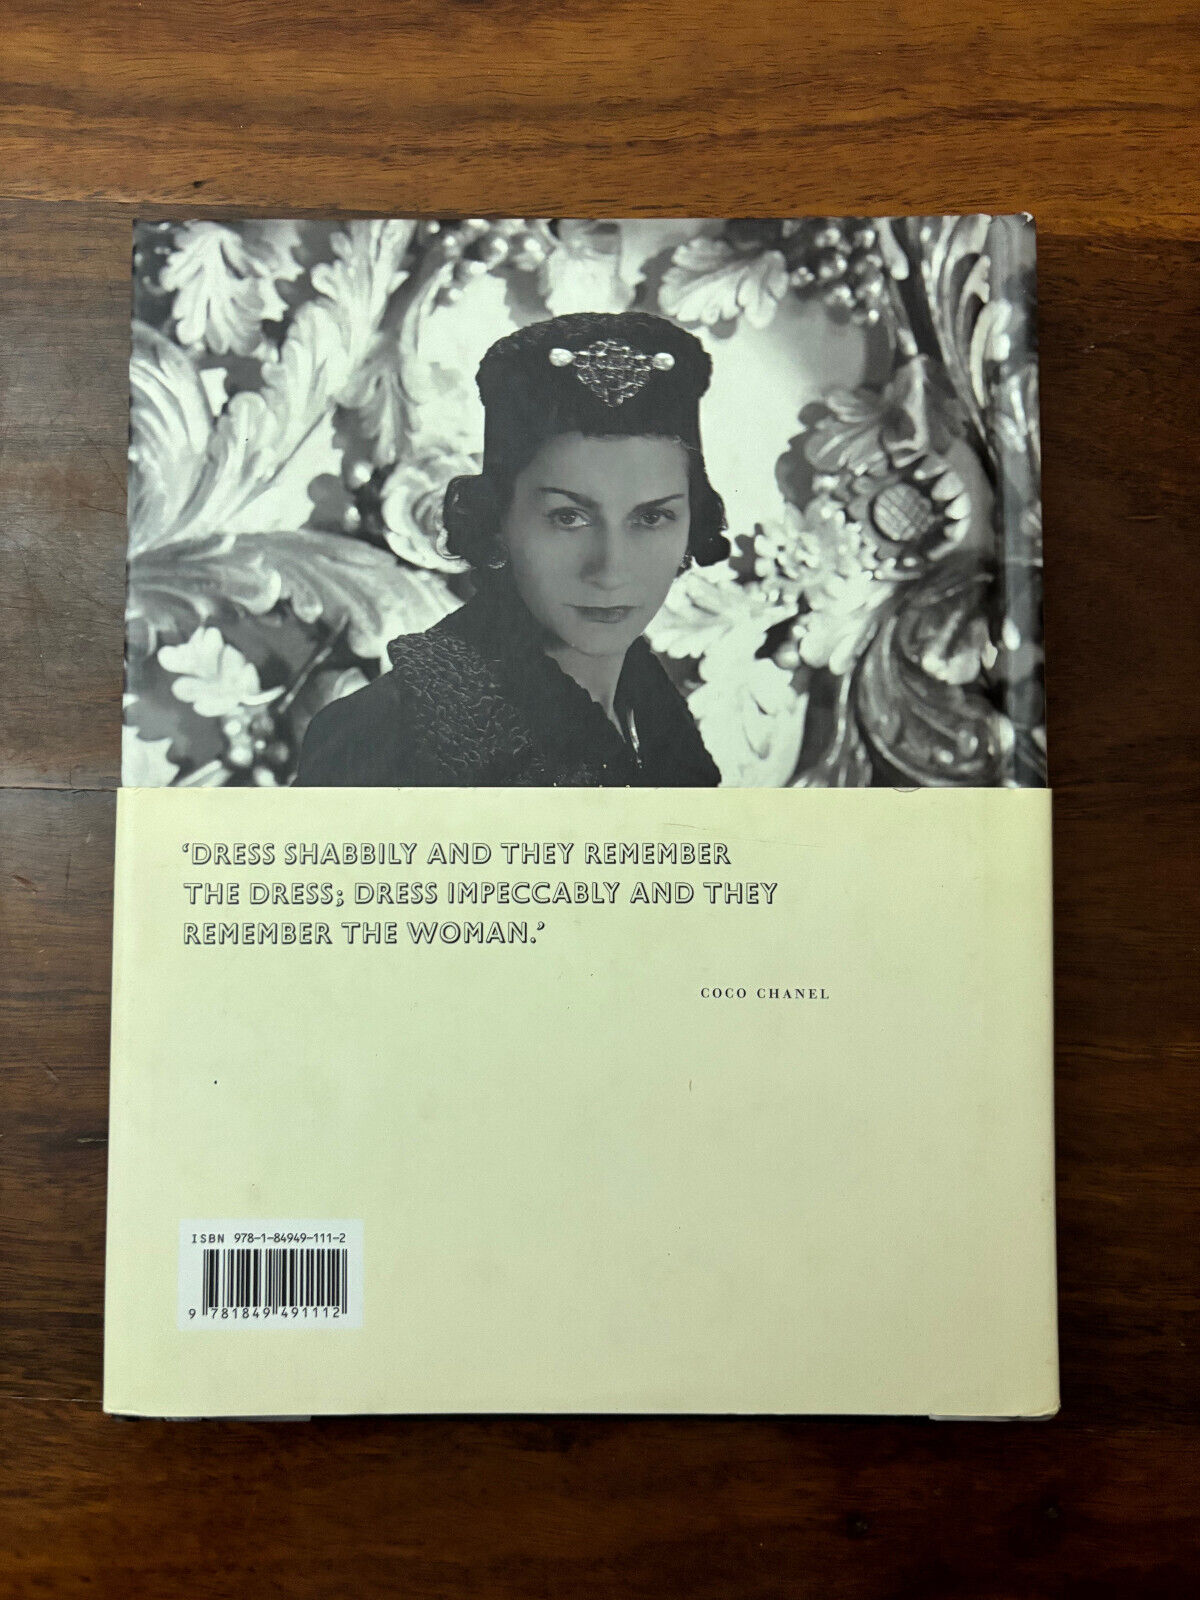 ‘DRESS SHABBILY AND THEY REMEMBER
THE DRESS; DRESS IMPECCABLY AND THEY
REMEMBER THE WOMAN.’
COCO CHANEL
ISBN 978-1-84949-111-2
9 781849 491112